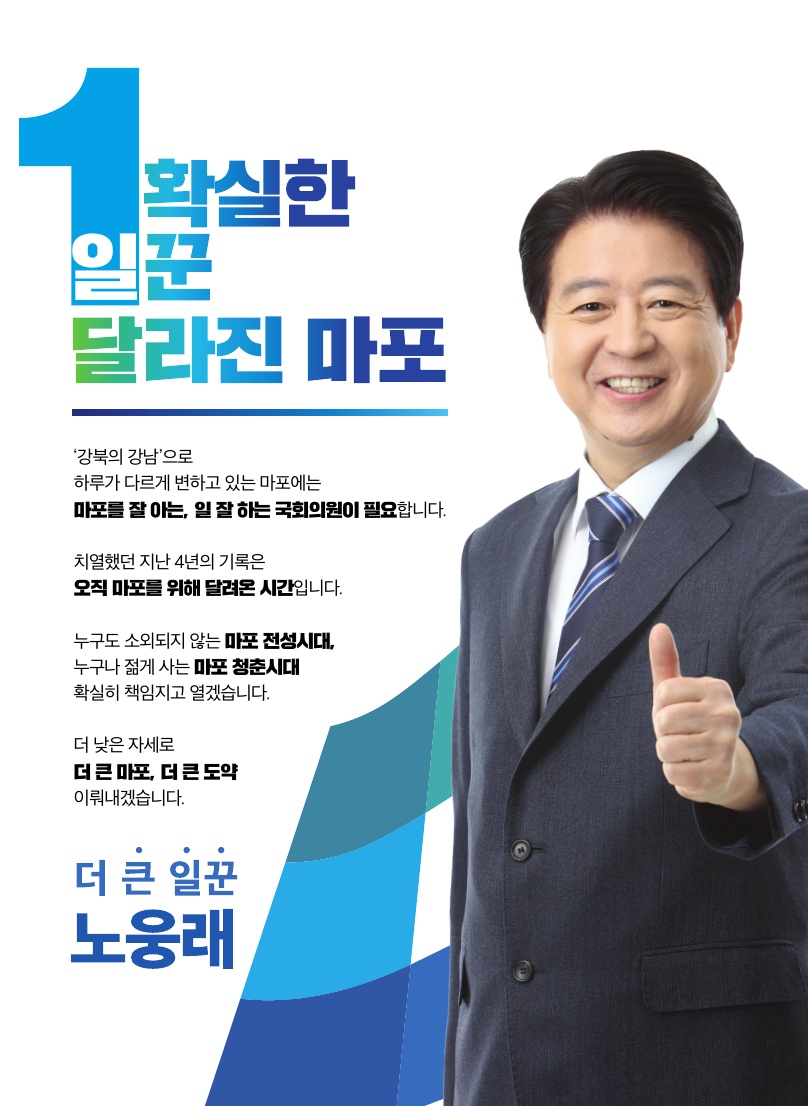 1
확실한
일꾼
달라진 마포
‘강북의 강남’으로
하루가 다르게 변하고 있는 마포에는
마포를 잘 아는, 일 잘 하는 국회의원이 필요합니다.
치열했던 지난 4년의 기록은
오직 마포를 위해 달려온 시간입니다.
누구도 소외되지 않는 마포 전성시대,
누구나 젊게 사는 마포 청춘시대
확실히 책임지고 열겠습니다.
더 낮은 자세로
더 큰 마포, 더 큰 도약
이뤄내겠습니다.
더 큰 일꾼
노웅래